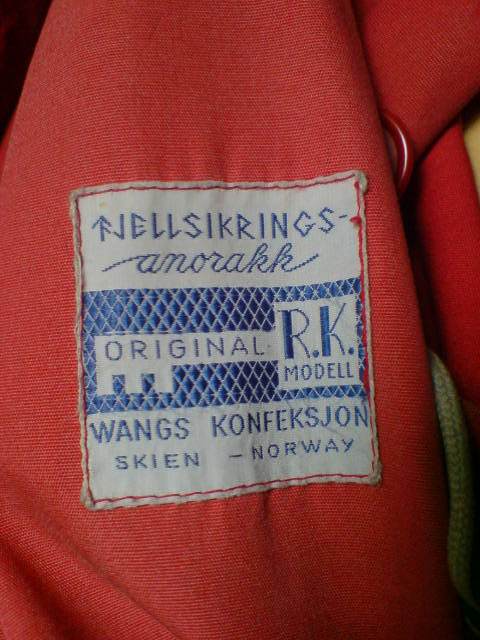 FJELLSIKRINGS-
anorakk
ORIGINAL
R.K.
MODELL
WANGS KONFEKSJON
SKIEN - NORWAY